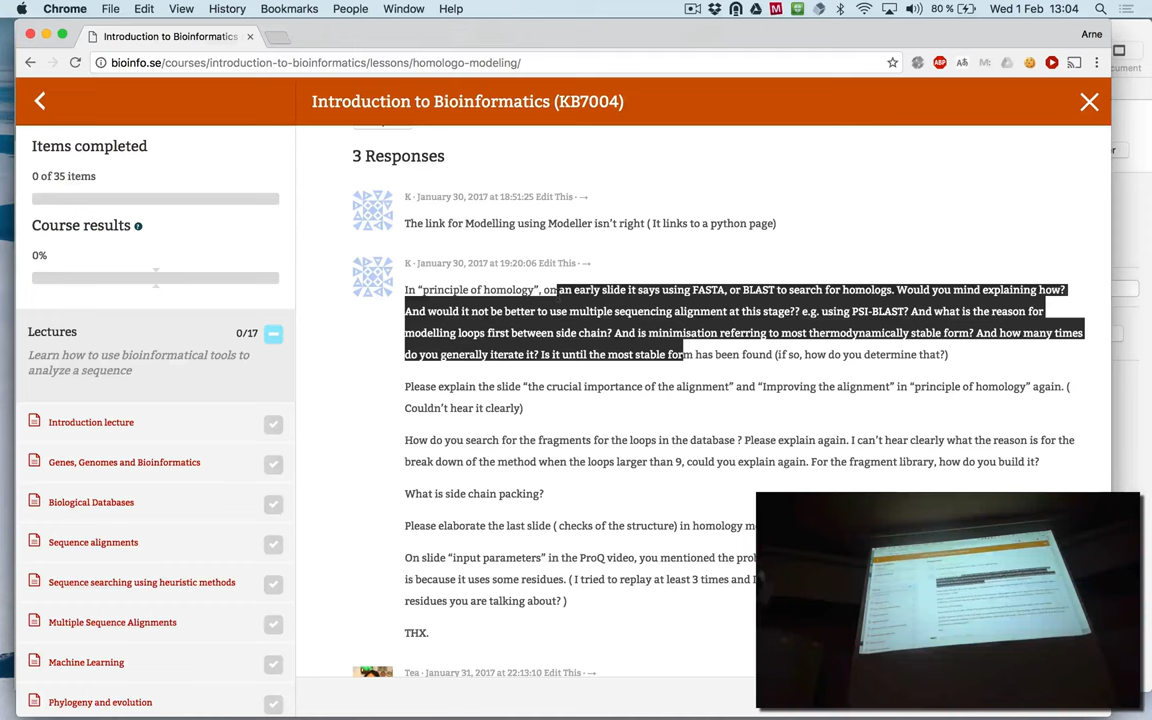 Chrome File Edit View History Bookmarks People Window Help 80 % Wed 1 Feb 13:04
Introduction to Bioinformatics Arne
bioinfo.se/courses/introduction-to-bioinformatics/lessons/homologo-modeling/
Introduction to Bioinformatics (KB7004)
Items completed
0 of 35 items
Course results
0%
Lectures 0/17
Learn how to use bioinformatical tools to
analyze a sequence
Introduction lecture
Genes, Genomes and Bioinformatics
Biological Databases
Sequence alignments
Sequence searching using heuristic methods
Multiple Sequence Alignments
Machine Learning
Phylogeny and evolution
3 Responses
K · January 30, 2017 at 18:51:25 Edit This · →
The link for Modelling using Modeller isn't right ( It links to a python page)
K · January 30, 2017 at 19:20:06 Edit This · →
In “principle of homology”, on an early slide it says using FASTA, or BLAST to search for homologs. Would you mind explaining how?
And would it not be better to use multiple sequencing alignment at this stage?? e.g. using PSI-BLAST? And what is the reason for
modelling loops first between side chain? And is minimisation referring to most thermodynamically stable form? And how many times
do you generally iterate it? Is it until the most stable form has been found (if so, how do you determine that?)
Please explain the slide “the crucial importance of the alignment” and “Improving the alignment” in “principle of homology” again. (
Couldn't hear it clearly)
How do you search for the fragments for the loops in the database ? Please explain again. I can't hear clearly what the reason is for the
break down of the method when the loops larger than 9, could you explain again. For the fragment library, how do you build it?
What is side chain packing?
Please elaborate the last slide ( checks of the structure) in homology
On slide “input parameters” in the ProQ video, you mentioned the
is because it uses some residues. ( I tried to replay at least 3 times and I
residues you are talking about? )
THX.
Tea · January 31, 2017 at 22:13:10 Edit This · →